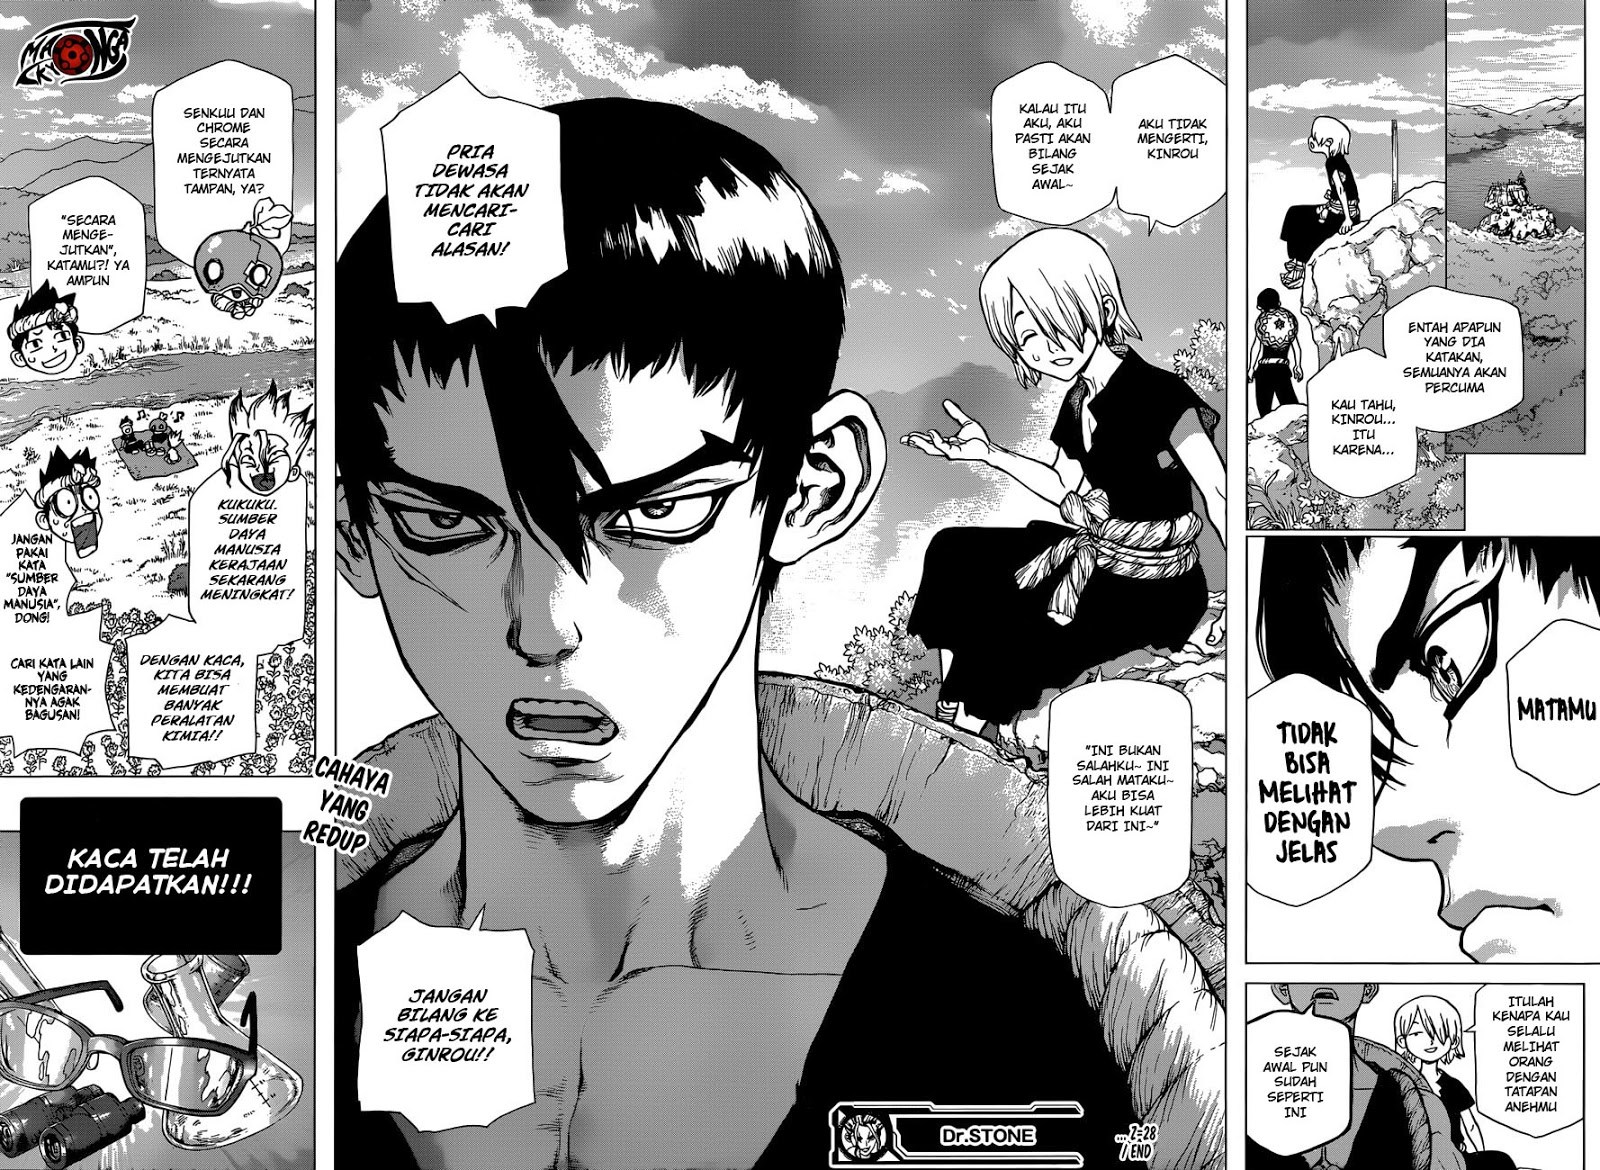 ENTAH APAPUN
YANG DIA
KATAKAN,
SEMUANYA AKAN
PERCUMA
KAU TAHU,
KINROU...
ITU
KARENA...
MATAMU
TIDAK
BISA
MELIHAT
DENGAN
JELAS
ITULAH
KENAPA KAU
SELALU
MELIHAT
ORANG
DENGAN
TATAPAN
ANEHMU
SEJAK
AWAL PUN
SUDAH
SEPERTI
INI
AKU TIDAK
MENGERTI,
KINROU
KALAU ITU
AKU, AKU
PASTI AKAN
BILANG
SEJAK
AWAL~
"INI BUKAN
SALAHKU~ INI
SALAH MATAKU~
AKU BISA
LEBIH KUAT
DARI INI~"
PRIA
DEWASA
TIDAK AKAN
MENCARI-
CARI
ALASAN!
JANGAN
BILANG KE
SIAPA-SIAPA,
GINROU!!
CAHAYA
YANG
REDUP
Dr.STONE
... Z=28
/ END
MANGA
KYO
SENKUU DAN
CHROME
SECARA
MENGEJUTKAN
TERNYATA
TAMPAN, YA?
"SECARA
MENGE-
JUTKAN",
KATAMU?! YA
AMPUN
KUKUKU.
SUMBER
DAYA
MANUSIA
KERAJAAN
SEKARANG
MENINGKAT!
JANGAN
PAKAI
KATA
"SUMBER
DAYA
MANUSIA",
DONG!
CARI KATA LAIN
YANG
KEDENGARAN-
NYA AGAK
BAGUSAN!
DENGAN KACA,
KITA BISA
MEMBUAT
BANYAK
PERALATAN
KIMIA!!
KACA TELAH
DIDAPATKAN!!!